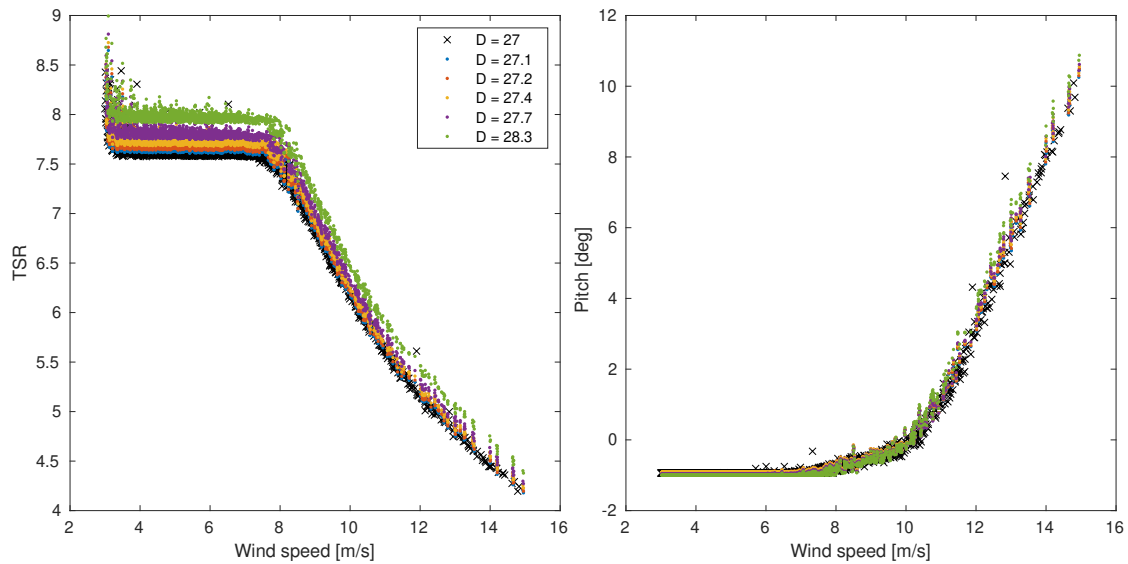 9
8.5
8
7.5
7
6.5
6
5.5
5
4.5
4
TSR
2 4 6 8 10 12 14 16
Wind speed [m/s]
D = 27
D = 27.1
D = 27.2
D = 27.4
D = 27.7
D = 28.3
12
10
8
6
4
2
0
-2
Pitch [deg]
2 4 6 8 10 12 14 16
Wind speed [m/s]